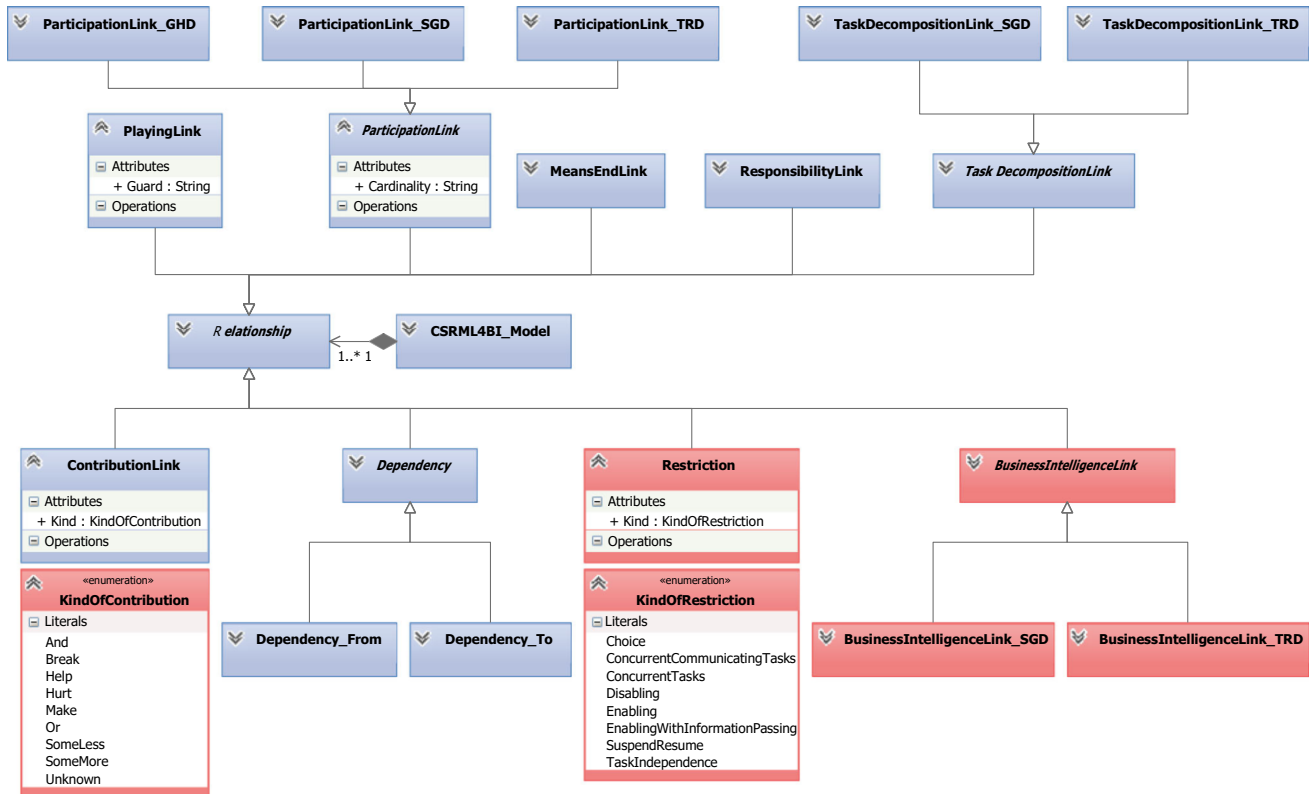 ParticipationLink_GHD
ParticipationLink_SGD
ParticipationLink_TRD
TaskDecompositionLink_SGD
TaskDecompositionLink_TRD
PlayingLink
Attributes
+ Guard : String
Operations
ParticipationLink
Attributes
+ Cardinality : String
Operations
MeansEndLink
ResponsibilityLink
Task DecompositionLink
R elationship
1..* 1
CSRML4BI_Model
ContributionLink
Attributes
+ Kind : KindOfContribution
Operations
Dependency
Restriction
Attributes
+ Kind : KindOfRestriction
Operations
BusinessIntelligenceLink
«enumeration»
KindOfContribution
Literals
And
Break
Help
Hurt
Make
Or
SomeLess
SomeMore
Unknown
Dependency_From
Dependency_To
«enumeration»
KindOfRestriction
Literals
Choice
ConcurrentCommunicatingTasks
ConcurrentTasks
Disabling
Enabling
EnablingWithInformationPassing
SuspendResume
TaskIndependence
BusinessIntelligenceLink_SGD
BusinessIntelligenceLink_TRD